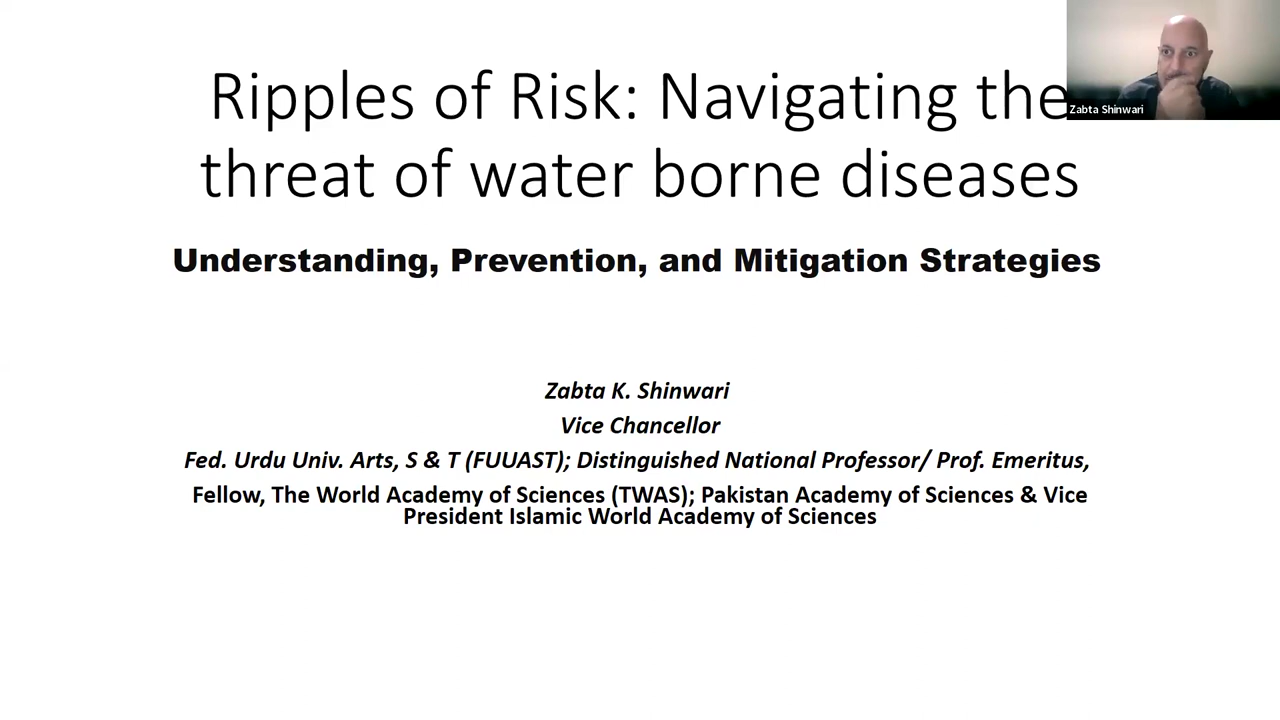 Ripples of Risk: Navigating the
threat of water borne diseases
Zabta Shinwari
Understanding, Prevention, and Mitigation Strategies
Zabta K. Shinwari
Vice Chancellor
Fed. Urdu Univ. Arts, S & T (FUUAST); Distinguished National Professor/ Prof. Emeritus,
Fellow, The World Academy of Sciences (TWAS); Pakistan Academy of Sciences & Vice
President Islamic World Academy of Sciences